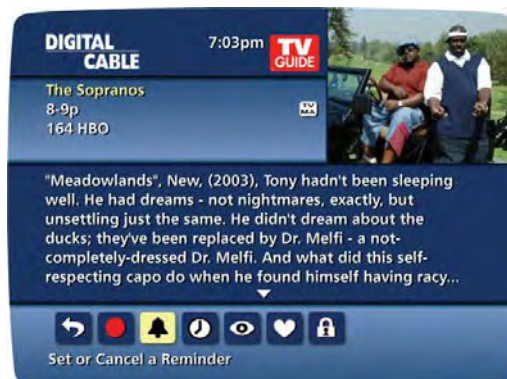 DIGITAL
CABLE
7:03pm
TV
GUIDE
The Sopranos
8-9p
TV
MA
164 HBO
"Meadowlands", New, (2003), Tony hadn't been sleeping
well. He had dreams - not nightmares, exactly, but
unsettling just the same. He didn't dream about the
ducks; they've been replaced by Dr. Melfi - a not-
completely-dressed Dr. Melfi. And what did this self-
respecting capo do when he found himself having racy...
Set or Cancel a Reminder